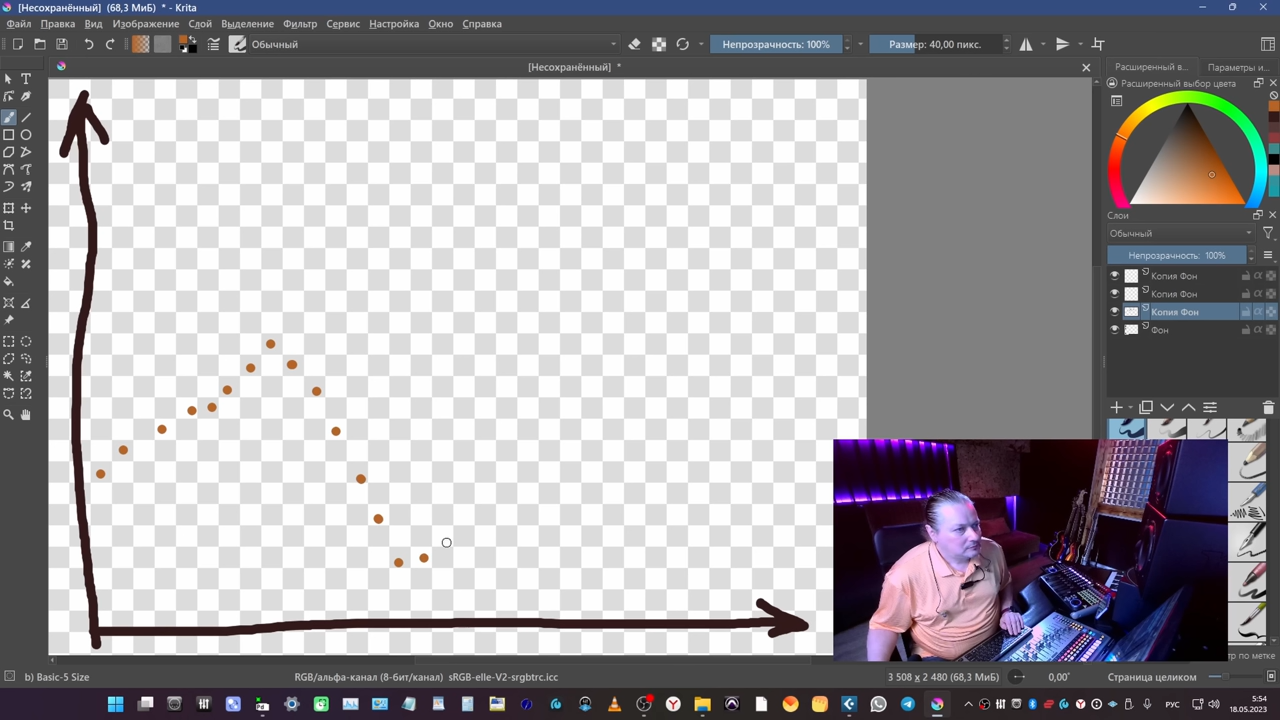 [Несохранённый] (68,3 МиБ) * - Krita
Файл Правка Вид Изображение Слой Выделение Фильтр Сервис Настройка Окно Справка
Обычный Непрозрачность: 100% Размер: 40,00 пикс.
[Несохранённый] *
Расширенный в... Параметры и...
Расширенный выбор цвета
Слои
Обычный
Непрозрачность: 100%
Копия Фон
Копия Фон
Копия Фон
Фон
р по метке
b) Basic-5 Size RGB/альфа-канал (8-бит/канал) sRGB-elle-V2-srgbtrc.icc 3 508 x 2 480 (68,3 МиБ) 0,00° Страница целиком
РУС 5:54
18.05.2023